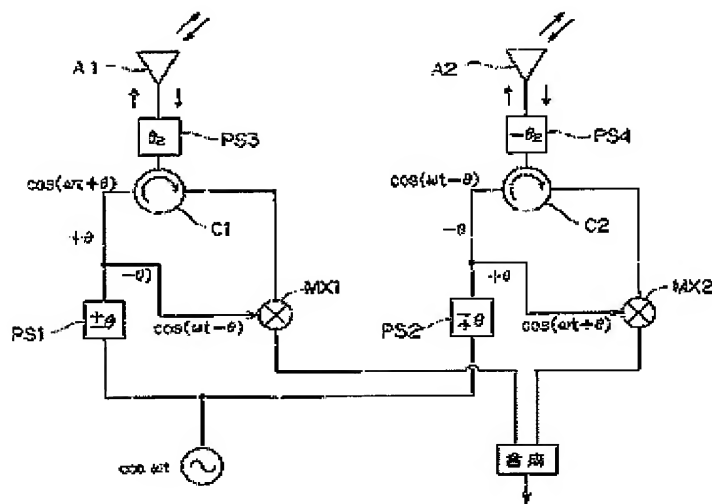 A1
A2
θ2
PS3
-θ2
PS4
cos(ωt+θ)
cos(ωt-θ)
C1
C2
+θ
-θ
-θ)
+θ
MX1
MX2
PS1
±θ
cos(ωt-θ)
PS2
∓θ
cos(ωt+θ)
cos ωt
合成